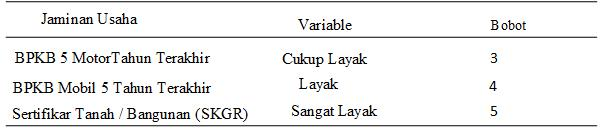 Jaminan Usaha Variable Bobot
BPKB 5 MotorTahun Terakhir Cukup Layak 3
BPKB Mobil 5 Tahun Terakhir Layak 4
Sertifikar Tanah / Bangunan (SKGR) Sangat Layak 5